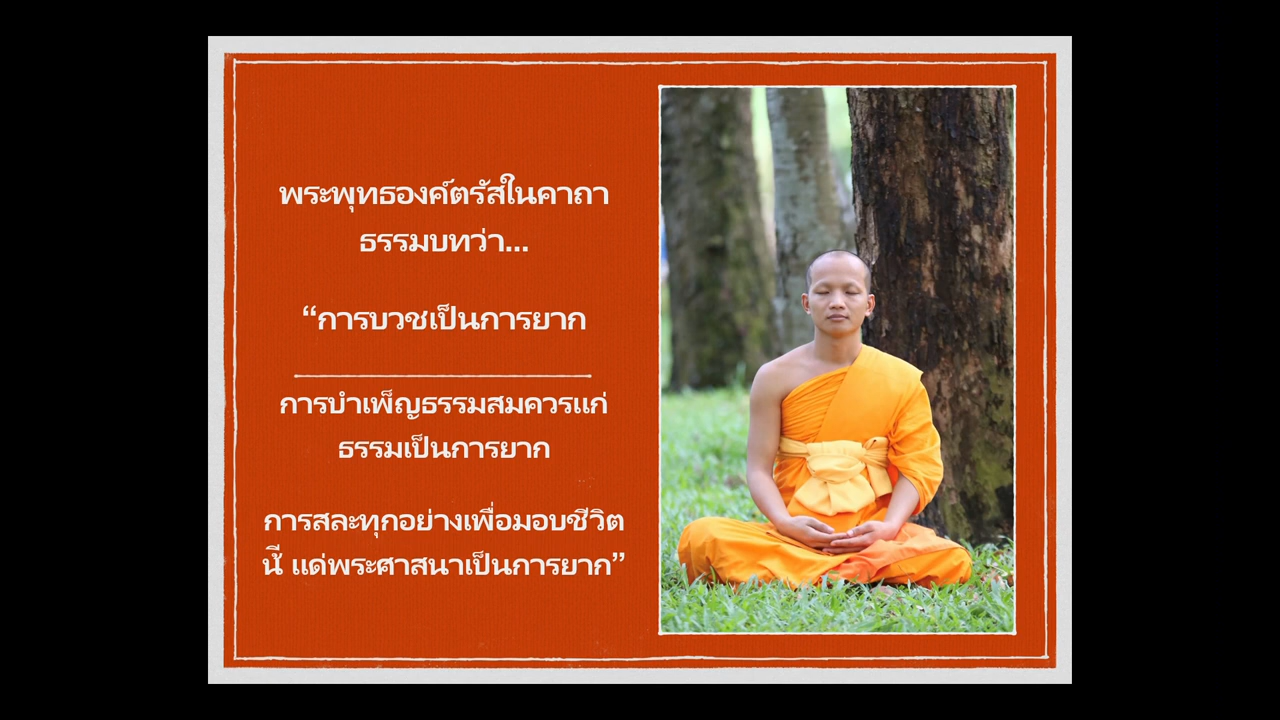 พระพุทธองค์ตรัสในคาถา
ธรรมบทว่า...
“การบวชเป็นการยาก
การบำเพ็ญธรรมสมควรแก่
ธรรมเป็นการยาก
การสละทุกอย่างเพื่อมอบชีวิต
นี้ แด่พระศาสนาเป็นการยาก”